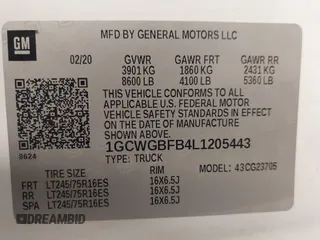 GM
MFD BY GENERAL MOTORS LLC
02/20 GVWR GAWR FRT GAWR RR
3901 KG 1860 KG 2431 KG
8600 LB 4100 LB 5360 LB
THIS VEHICLE CONFORMS TO ALL
APPLICABLE U.S. FEDERAL MOTOR
VEHICLE SAFETY STANDARDS IN EFFECT
ON THE DATE OF MANUFACTURE
SHOWN ABOVE.
8624
1GCWGBFB4L1205443
TYPE: TRUCK MODEL: 43CG23705
TIRE SIZE RIM
FRT LT245/75R16ES 16X6.5J
RR LT245/75R16ES 16X6.5J
SPA LT245/75R16ES 16X6.5J
DREAMBID